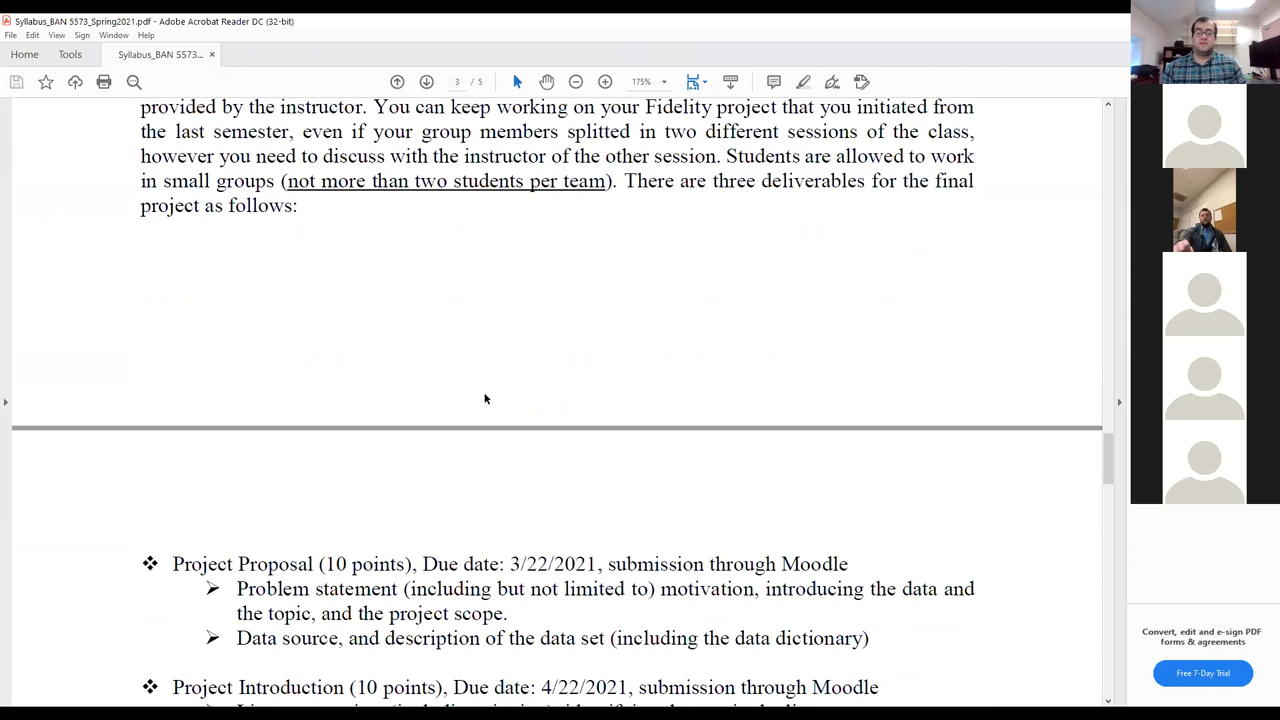 Syllabus_BAN 5573_Spring2021.pdf - Adobe Acrobat Reader DC (32-bit)
File Edit View Sign Window Help
Home Tools Syllabus_BAN 5573... ×
3 / 5 175%
provided by the instructor. You can keep working on your Fidelity project that you initiated from
the last semester, even if your group members splitted in two different sessions of the class,
however you need to discuss with the instructor of the other session. Students are allowed to work
in small groups (not more than two students per team). There are three deliverables for the final
project as follows:
❖ Project Proposal (10 points), Due date: 3/22/2021, submission through Moodle
➢ Problem statement (including but not limited to) motivation, introducing the data and
the topic, and the project scope.
➢ Data source, and description of the data set (including the data dictionary)
❖ Project Introduction (10 points), Due date: 4/22/2021, submission through Moodle
Convert, edit and e-sign PDF
forms & agreements
Free 7-Day Trial